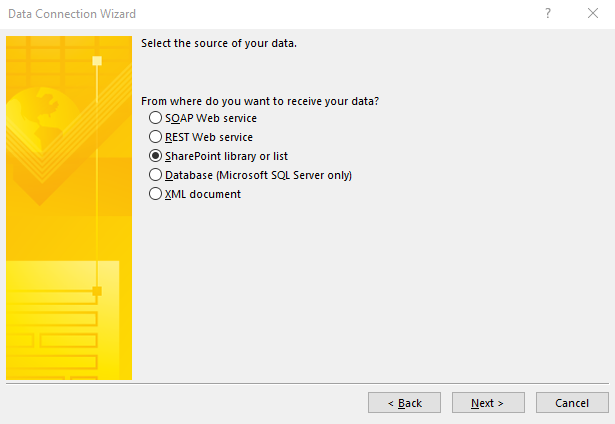 Data Connection Wizard
?
Select the source of your data.
From where do you want to receive your data?
SOAP Web service
REST Web service
SharePoint library or list
Database (Microsoft SQL Server only)
XML document
< Back
Next >
Cancel